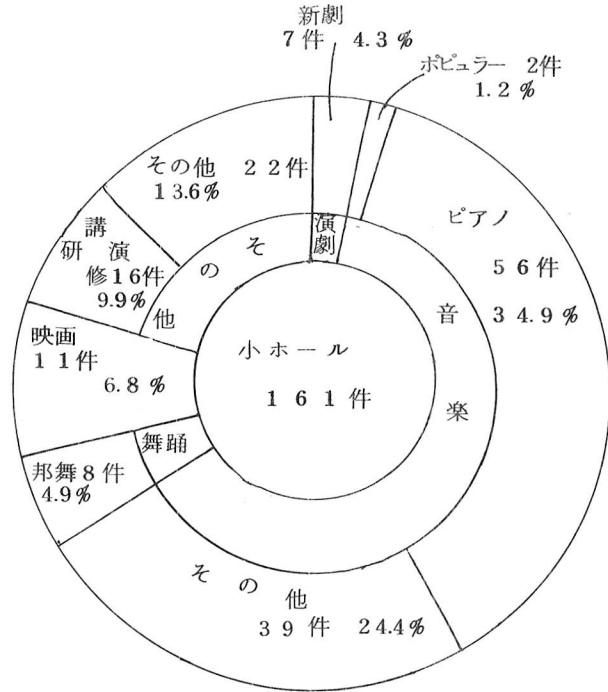 新劇
7件 4.3%
ポピュラー 2件
1.2%
ピアノ
56件
34.9%
その他 22件
13.6%
演劇
その他
講演
研修16件
9.9%
音楽
小ホール
161件
映画
11件
6.8%
舞踊
邦舞8件
4.9%
その他
39件 24.4%